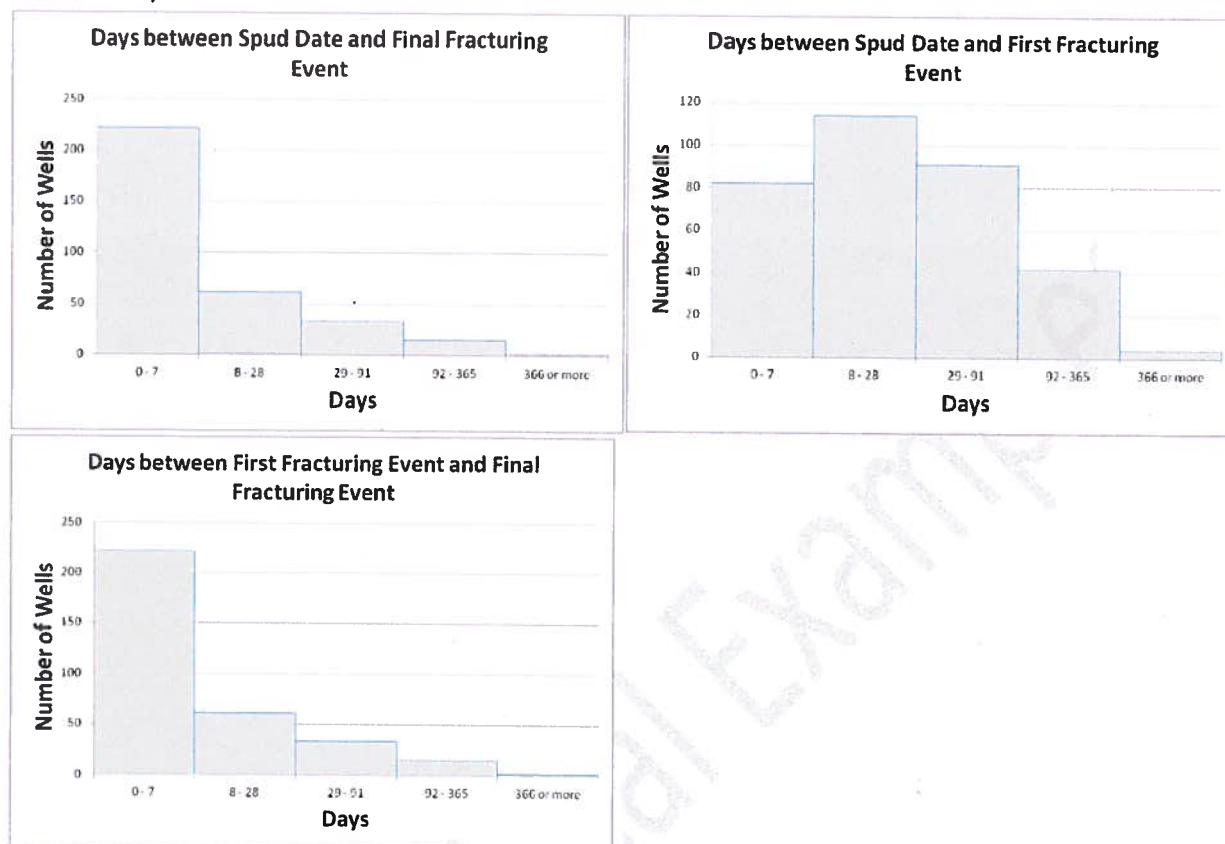 Days between Spud Date and Final Fracturing
Event
Number of Wells
250
200
150
100
50
0
0 - 7
8 - 28
29 - 91
92 - 365
366 or more
Days
Days between Spud Date and First Fracturing
Event
Number of Wells
120
100
80
60
40
20
0
0 - 7
8 - 28
29 - 91
92 - 365
366 or more
Days
Days between First Fracturing Event and Final
Fracturing Event
Number of Wells
250
200
150
100
50
0
0 - 7
8 - 28
29 - 91
92 - 365
366 or more
Days